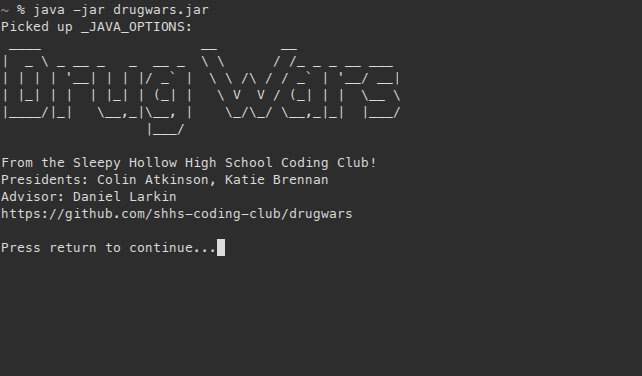 ~ % java -jar drugwars.jar
Picked up _JAVA_OPTIONS:
Drug Wars
From the Sleepy Hollow High School Coding Club!
Presidents: Colin Atkinson, Katie Brennan
Advisor: Daniel Larkin
https://github.com/shhs-coding-club/drugwars
Press return to continue...